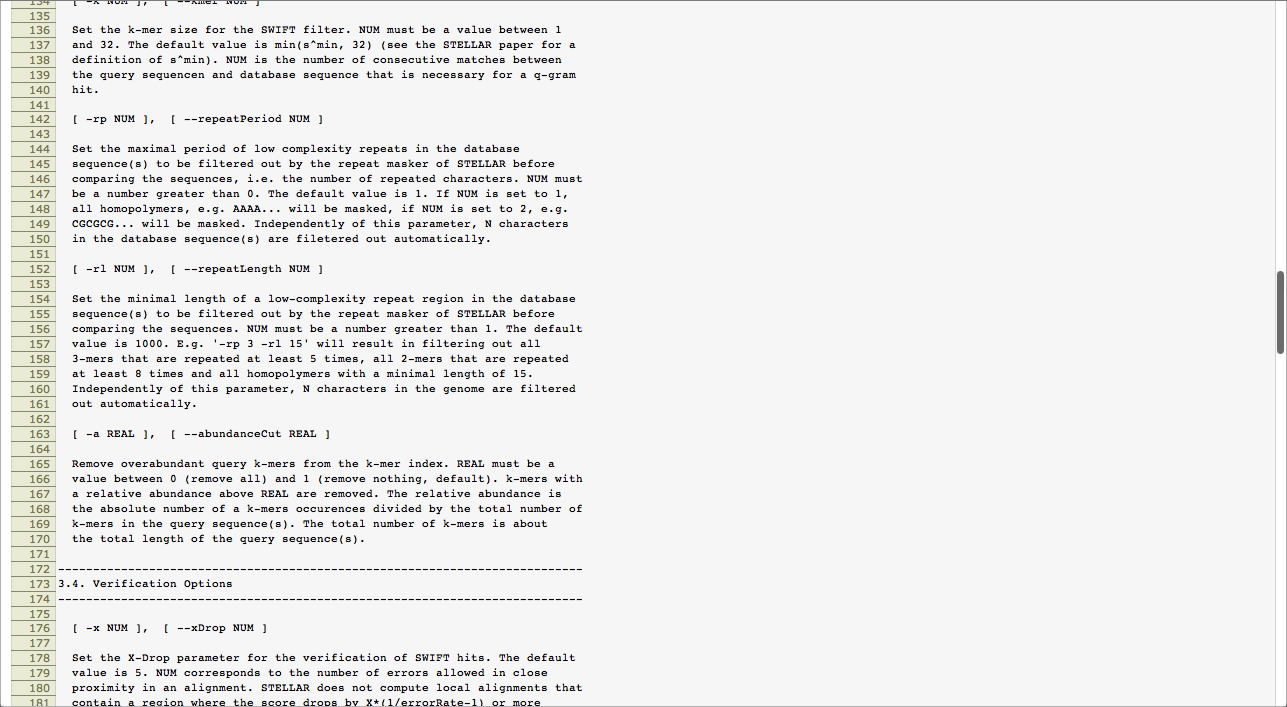 134 [ -k NUM ], [ --kmer NUM ]
135
136 Set the k-mer size for the SWIFT filter. NUM must be a value between 1
137 and 32. The default value is min(s^min, 32) (see the STELLAR paper for a
138 definition of s^min). NUM is the number of consecutive matches between
139 the query sequencen and database sequence that is necessary for a q-gram
140 hit.
141
142 [ -rp NUM ], [ --repeatPeriod NUM ]
143
144 Set the maximal period of low complexity repeats in the database
145 sequence(s) to be filtered out by the repeat masker of STELLAR before
146 comparing the sequences, i.e. the number of repeated characters. NUM must
147 be a number greater than 0. The default value is 1. If NUM is set to 1,
148 all homopolymers, e.g. AAAA... will be masked, if NUM is set to 2, e.g.
149 CGCGCG... will be masked. Independently of this parameter, N characters
150 in the database sequence(s) are filetered out automatically.
151
152 [ -rl NUM ], [ --repeatLength NUM ]
153
154 Set the minimal length of a low-complexity repeat region in the database
155 sequence(s) to be filtered out by the repeat masker of STELLAR before
156 comparing the sequences. NUM must be a number greater than 1. The default
157 value is 1000. E.g. '-rp 3 -rl 15' will result in filtering out all
158 3-mers that are repeated at least 5 times, all 2-mers that are repeated
159 at least 8 times and all homopolymers with a minimal length of 15.
160 Independently of this parameter, N characters in the genome are filtered
161 out automatically.
162
163 [ -a REAL ], [ --abundanceCut REAL ]
164
165 Remove overabundant query k-mers from the k-mer index. REAL must be a
166 value between 0 (remove all) and 1 (remove nothing, default). k-mers with
167 a relative abundance above REAL are removed. The relative abundance is
168 the absolute number of a k-mers occurences divided by the total number of
169 k-mers in the query sequence(s). The total number of k-mers is about
170 the total length of the query sequence(s).
171
172 ---------------------------------------------------------------------------
173 3.4. Verification Options
174 ---------------------------------------------------------------------------
175
176 [ -x NUM ], [ --xDrop NUM ]
177
178 Set the X-Drop parameter for the verification of SWIFT hits. The default
179 value is 5. NUM corresponds to the number of errors allowed in close
180 proximity in an alignment. STELLAR does not compute local alignments that
181 contain a region where the score drops by X*(1/errorRate-1) or more